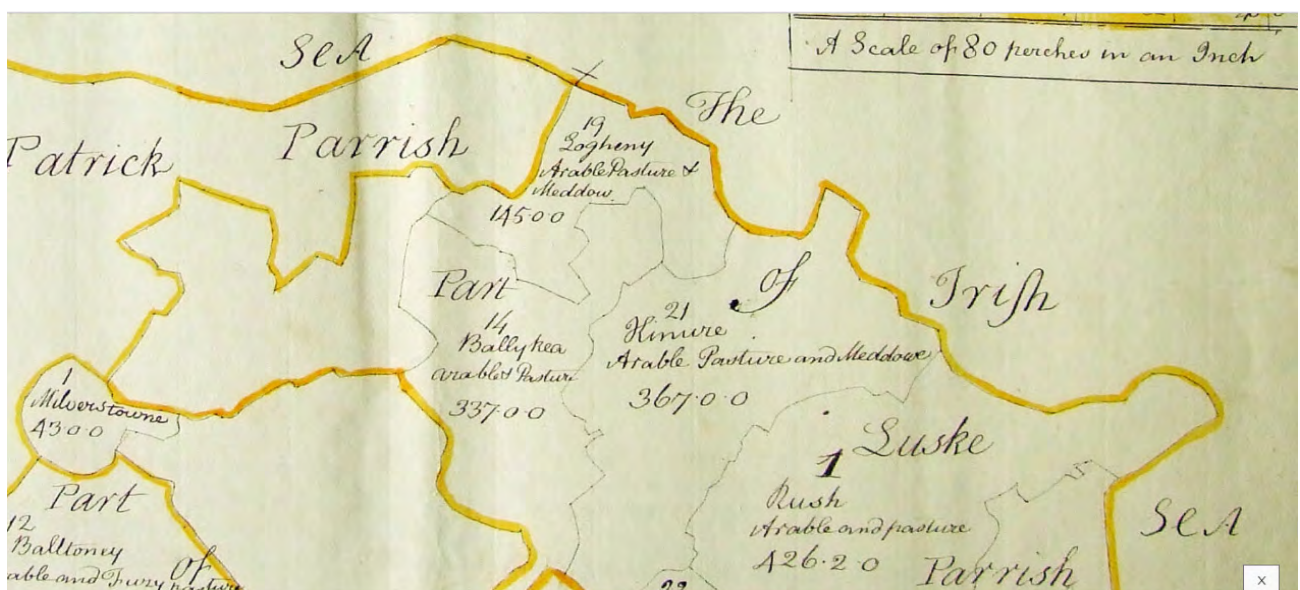 A Scale of 80 perches in an Inch
SEA
The
Patrick Parrish
19
Logheny
Arable Pasture &
Meddow
145·0·0
Part
of
Irish
14
Ballykea
arable & Pasture
337·0·0
21
Kinure
Arable Pasture and Meddowe
367·0·0
1
Milverstowne
43·0·0
Luske
1
Rush
Arable and pasture
426·2·0
SEA
Part
12
Balltoney
able and Furzy pasture
of
Parrish
22
x